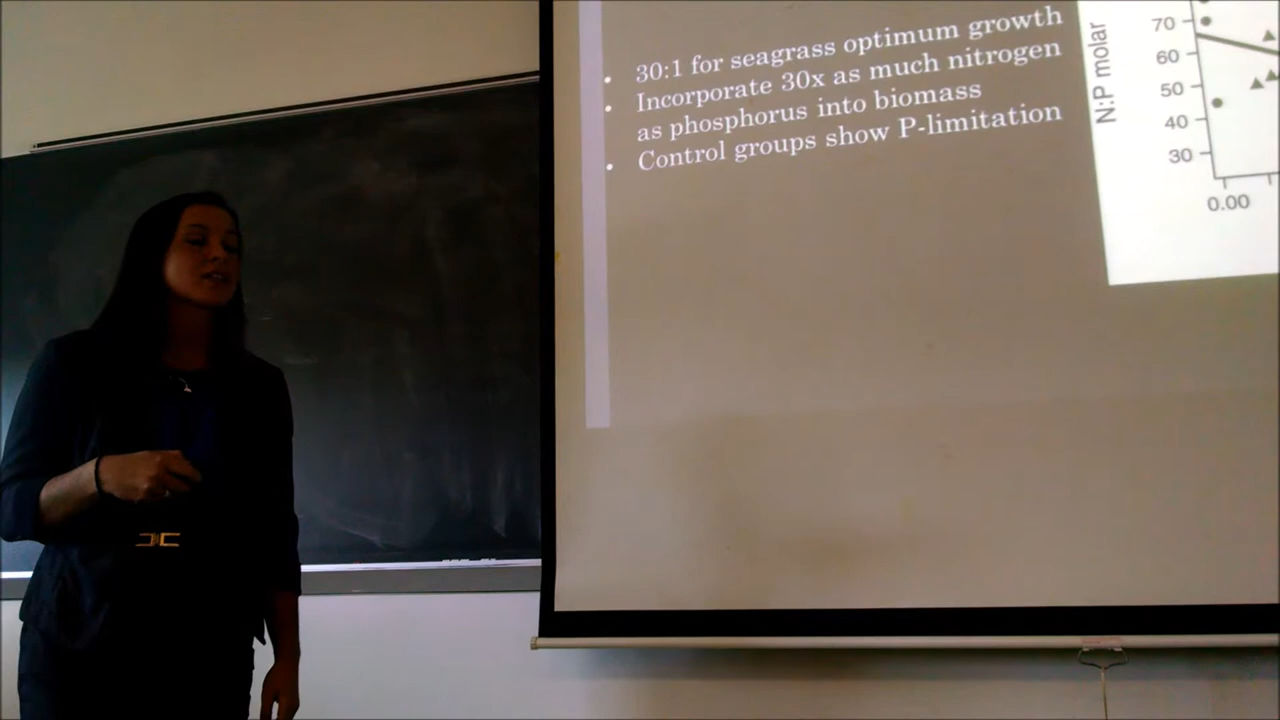 • 30:1 for seagrass optimum growth
• Incorporate 30x as much nitrogen
as phosphorus into biomass
• Control groups show P-limitation
N:P molar
70
60
50
40
30
0.00